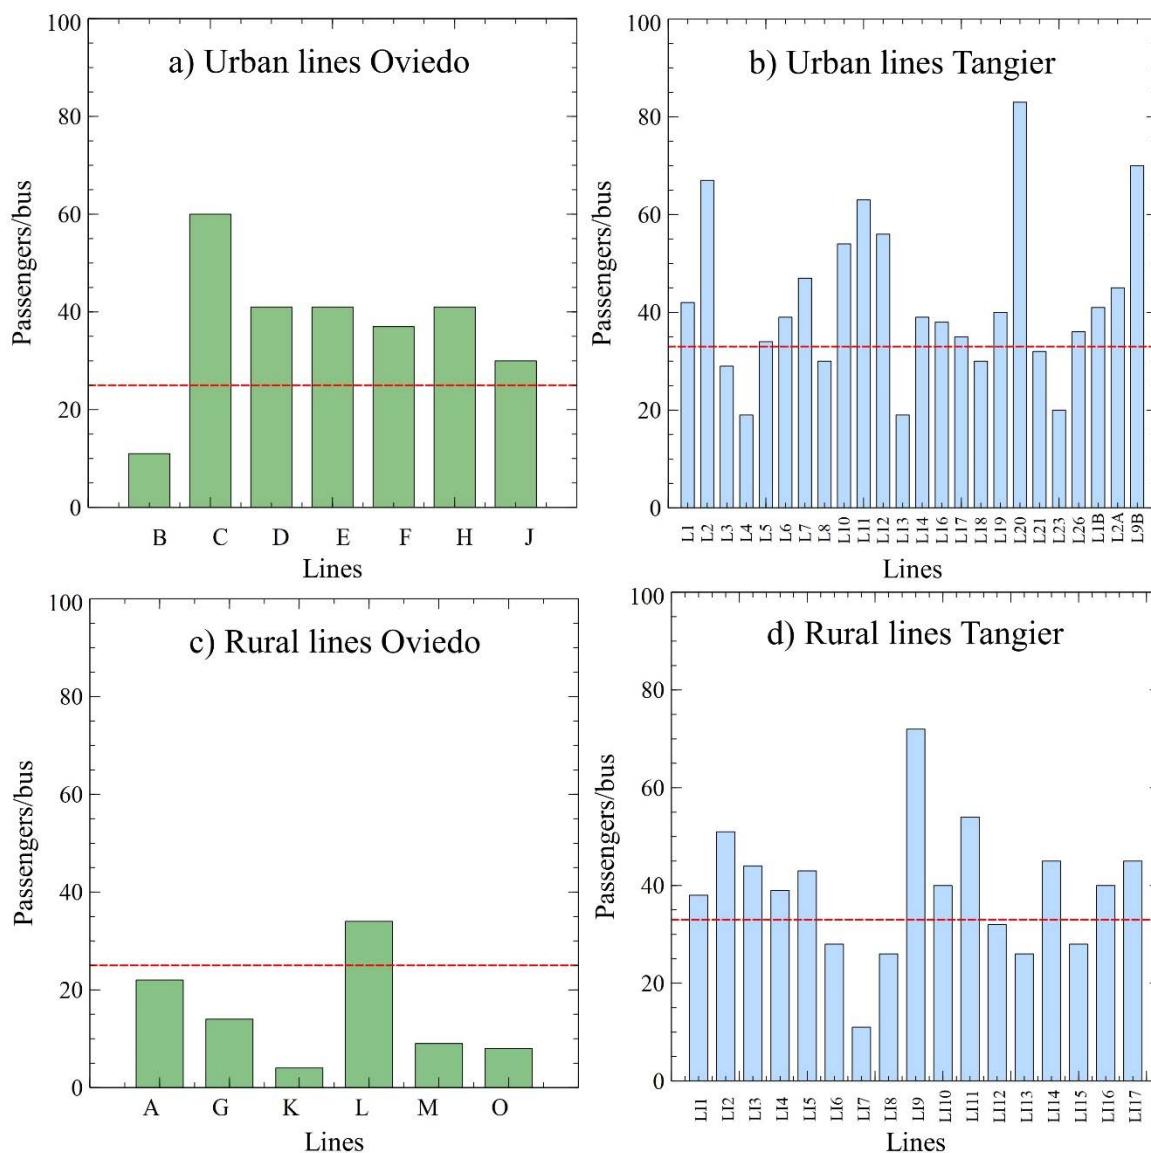 a) Urban lines Oviedo
Passengers/bus
100
80
60
40
20
0
B C D E F H J
Lines
b) Urban lines Tangier
Passengers/bus
100
80
60
40
20
0
L1 L2 L3 L4 L5 L6 L7 L8 L10 L11 L12 L13 L14 L16 L17 L18 L19 L20 L21 L23 L26 L1B L2A L9B
Lines
c) Rural lines Oviedo
Passengers/bus
100
80
60
40
20
0
A G K L M O
Lines
d) Rural lines Tangier
Passengers/bus
100
80
60
40
20
0
LI1 LI2 LI3 LI4 LI5 LI6 LI7 LI8 LI9 LI10 LI11 LI12 LI13 LI14 LI15 LI16 LI17
Lines